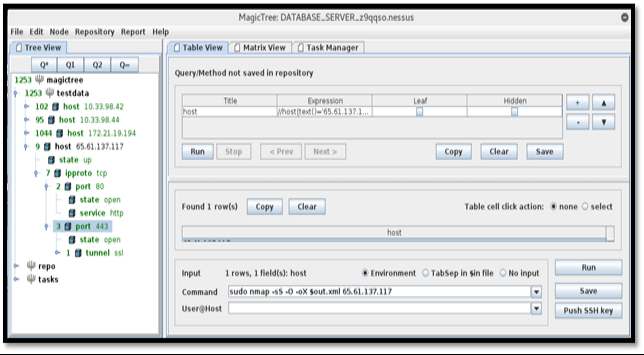 MagicTree: DATABASE_SERVER_z9qqso.nessus
File Edit Node Repository Report Help
Tree View
Q* Q1 Q2 Q~
1253 magictree
1253 testdata
102 host 10.33.98.42
95 host 10.33.98.44
1044 host 172.21.19.194
9 host 65.61.137.117
state up
7 ipproto tcp
2 port 80
state open
service http
3 port 443
state open
1 tunnel ssl
repo
tasks
Table View Matrix View Task Manager
Query/Method not saved in repository
Title Expression Leaf Hidden
host //host[text()='65.61.137.1...
+ ▲
- ▼
Run Stop < Prev Next > Copy Clear Save
Found 1 row(s) Copy Clear Table cell click action: none select
host
Input 1 rows, 1 field(s): host Environment TabSep in $in file No input Run
Command sudo nmap -sS -O -oX $out.xml 65.61.137.117 Save
User@Host Push SSH key